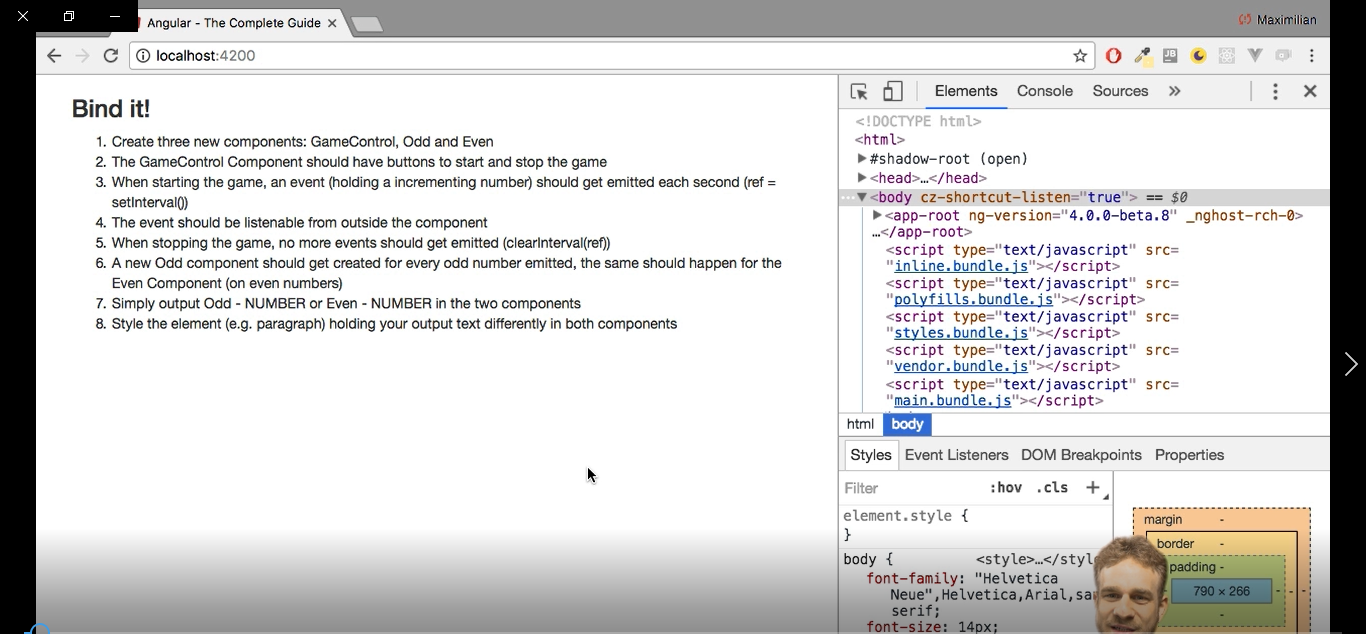 Angular - The Complete Guide
Maximilian
localhost:4200
Bind it!
1. Create three new components: GameControl, Odd and Even
2. The GameControl Component should have buttons to start and stop the game
3. When starting the game, an event (holding a incrementing number) should get emitted each second (ref =
setInterval())
4. The event should be listenable from outside the component
5. When stopping the game, no more events should get emitted (clearInterval(ref))
6. A new Odd component should get created for every odd number emitted, the same should happen for the
Even Component (on even numbers)
7. Simply output Odd - NUMBER or Even - NUMBER in the two components
8. Style the element (e.g. paragraph) holding your output text differently in both components
Elements Console Sources »
<!DOCTYPE html>
<html>
▶#shadow-root (open)
▶<head>…</head>
…▼<body cz-shortcut-listen="true"> == $0
▶<app-root ng-version="4.0.0-beta.8" _nghost-rch-0>
…</app-root>
<script type="text/javascript" src=
"inline.bundle.js"></script>
<script type="text/javascript" src=
"polyfills.bundle.js"></script>
<script type="text/javascript" src=
"styles.bundle.js"></script>
<script type="text/javascript" src=
"vendor.bundle.js"></script>
<script type="text/javascript" src=
"main.bundle.js"></script>
html body
Styles Event Listeners DOM Breakpoints Properties
Filter :hov .cls +
element.style {
}
body { <style>…</styl
font-family: "Helvetica
Neue",Helvetica,Arial,sa
serif;
font-size: 14px;
margin -
border -
padding -
790 × 266